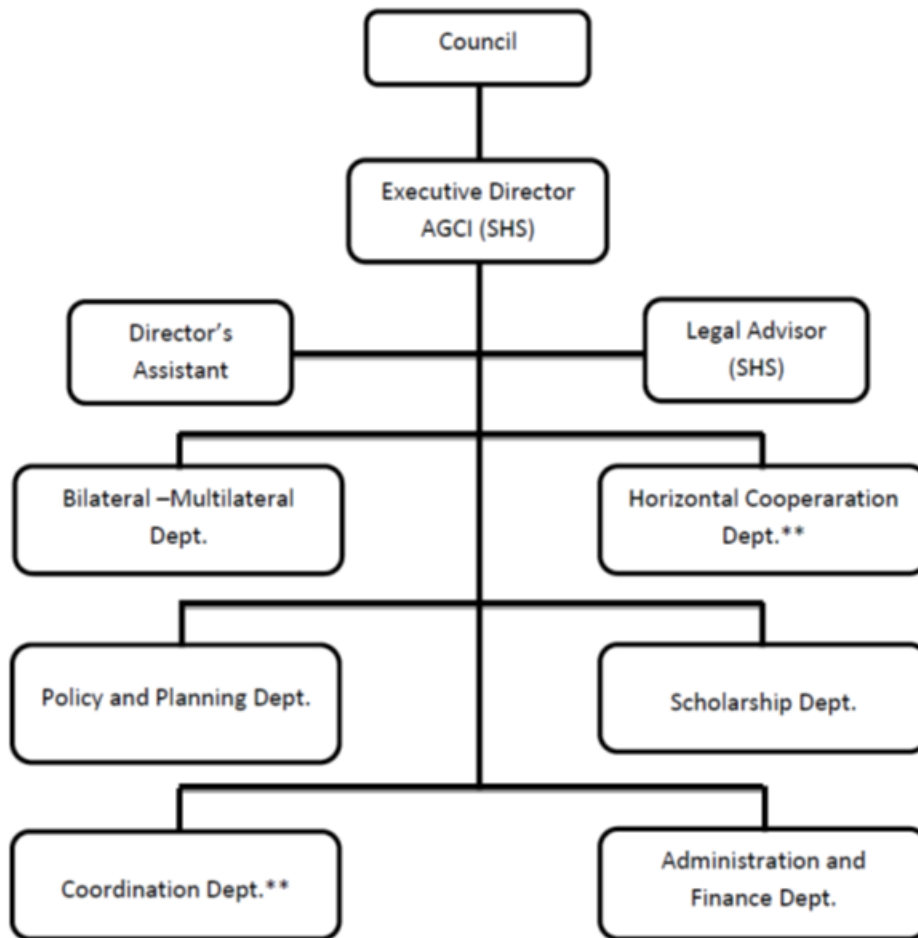 Council
Executive Director
AGCI (SHS)
Director’s
Assistant
Legal Advisor
(SHS)
Bilateral –Multilateral
Dept.
Horizontal Cooperaration
Dept.**
Policy and Planning Dept.
Scholarship Dept.
Coordination Dept.**
Administration and
Finance Dept.